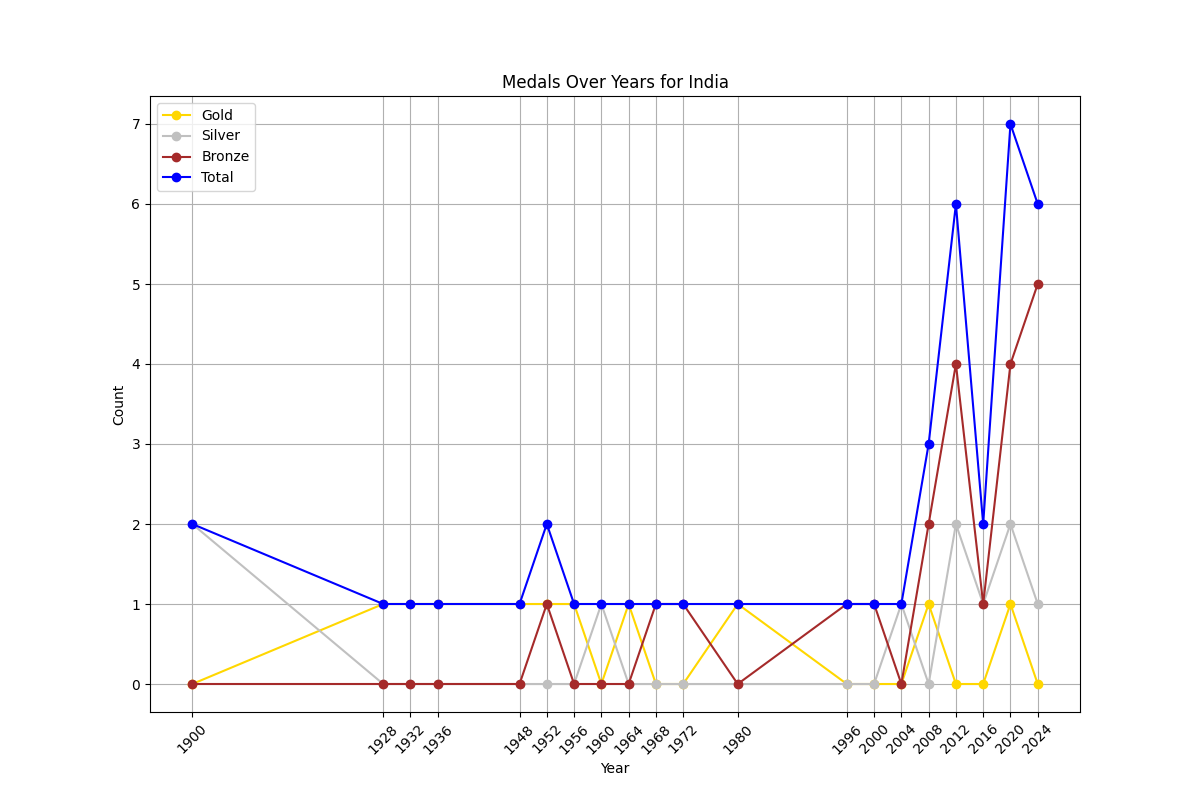 Medals Over Years for India
Gold
Silver
Bronze
Total
7
6
5
4
3
2
1
0
Count
1900 1928 1932 1936 1948 1952 1956 1960 1964 1968 1972 1980 1996 2000 2004 2008 2012 2016 2020 2024
Year